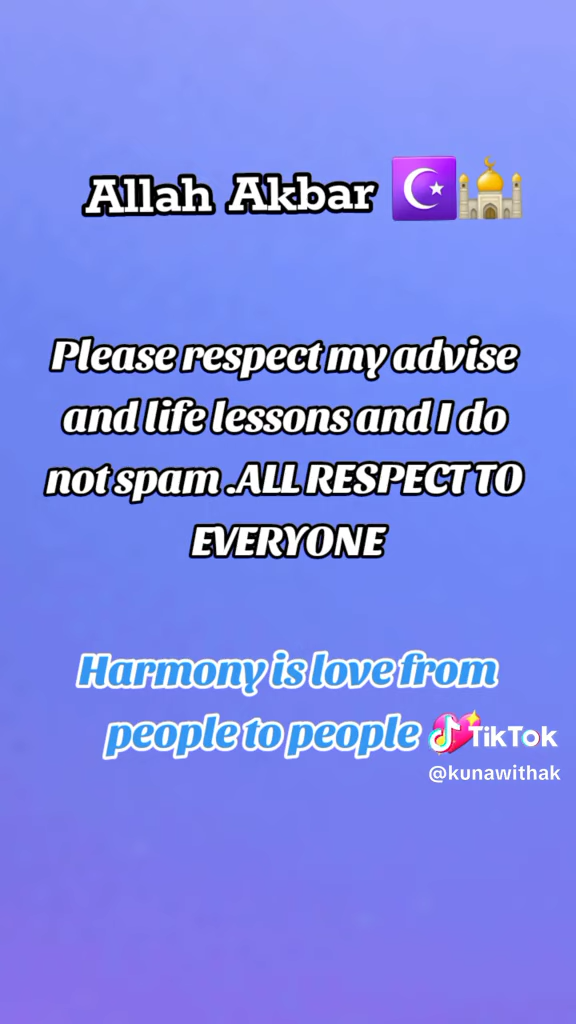 Allah Akbar ☪️🕌
Please respect my advise
and life lessons and I do
not spam .ALL RESPECT TO
EVERYONE
Harmony is love from
people to people 💖
TikTok
@kunawithak